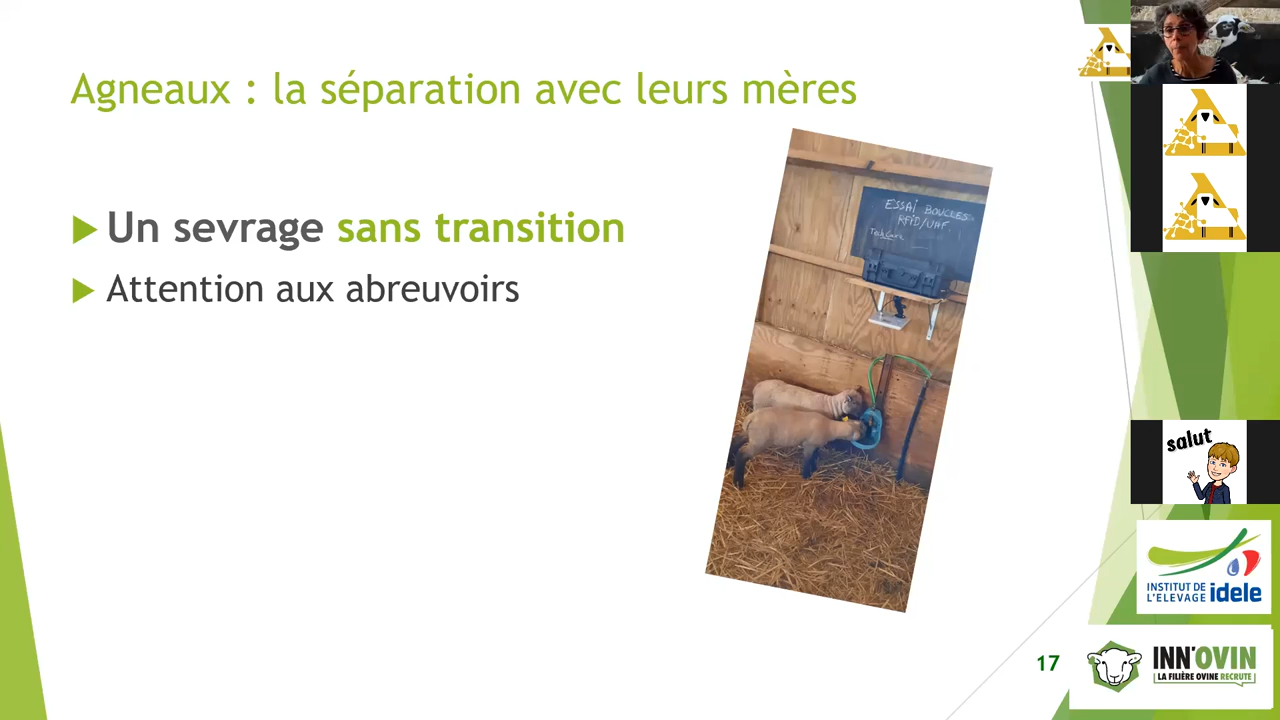 Agneaux : la séparation avec leurs mères
Un sevrage sans transition
Attention aux abreuvoirs
ESSAI BOUCLES
RFID/UHF.
salut
INSTITUT DE
L'ELEVAGE idele
17
INN'OVIN
LA FILIÈRE OVINE RECRUTE